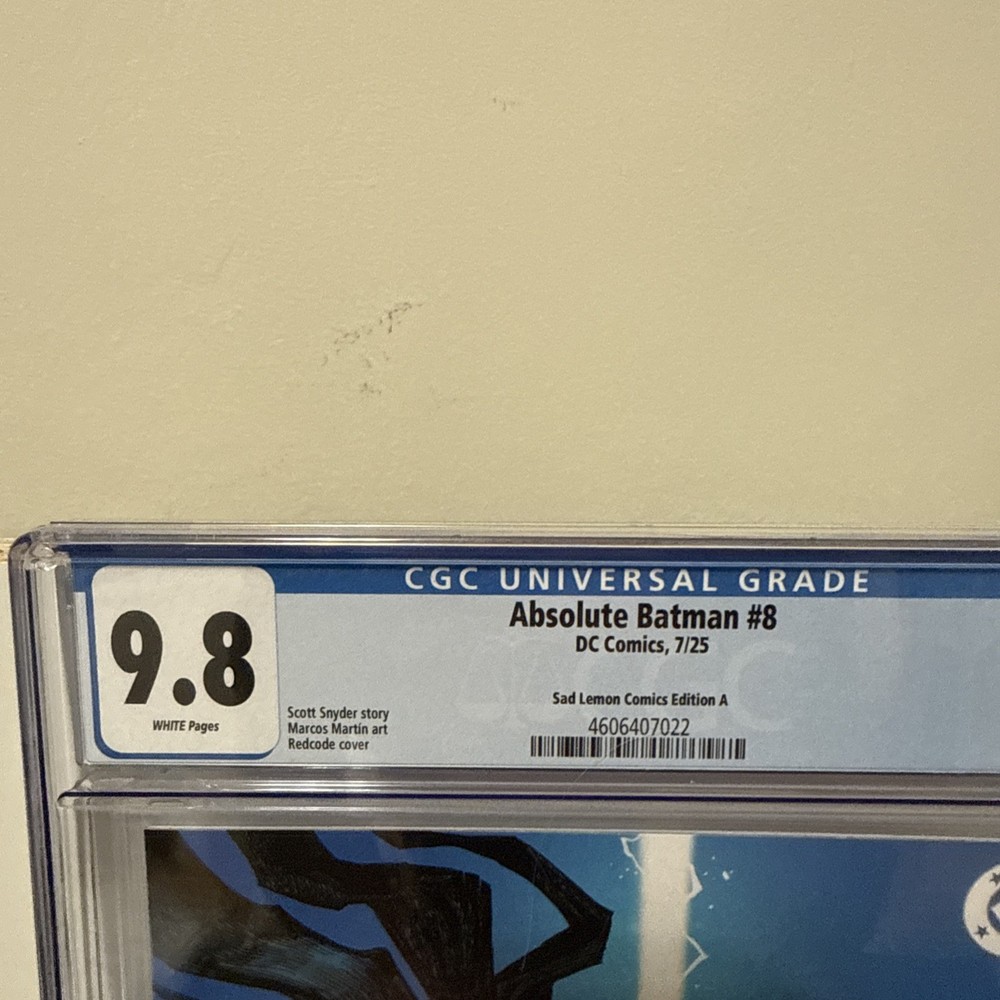 CGC UNIVERSAL GRADE
9.8
WHITE Pages
Absolute Batman #8
DC Comics, 7/25
Sad Lemon Comics Edition A
4606407022
Scott Snyder story
Marcos Martin art
Redcode cover